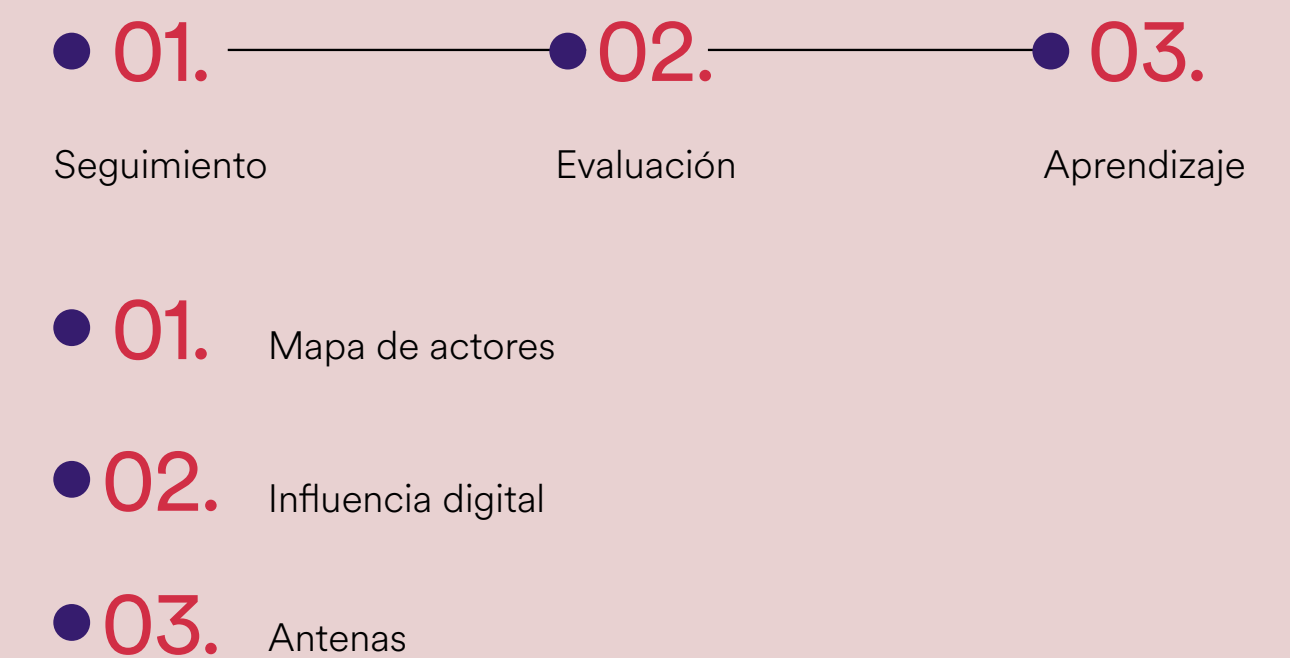 01. 02. 03.
Seguimiento Evaluación Aprendizaje
01. Mapa de actores
02. Influencia digital
03. Antenas